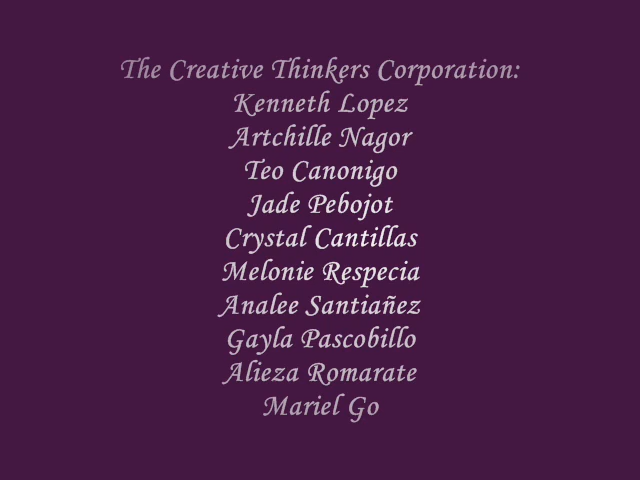 The Creative Thinkers Corporation:
Kenneth Lopez
Artchille Nagor
Teo Canonigo
Jade Pebojot
Crystal Cantillas
Melonie Respecia
Analee Santiañez
Gayla Pascobillo
Alieza Romarate
Mariel Go